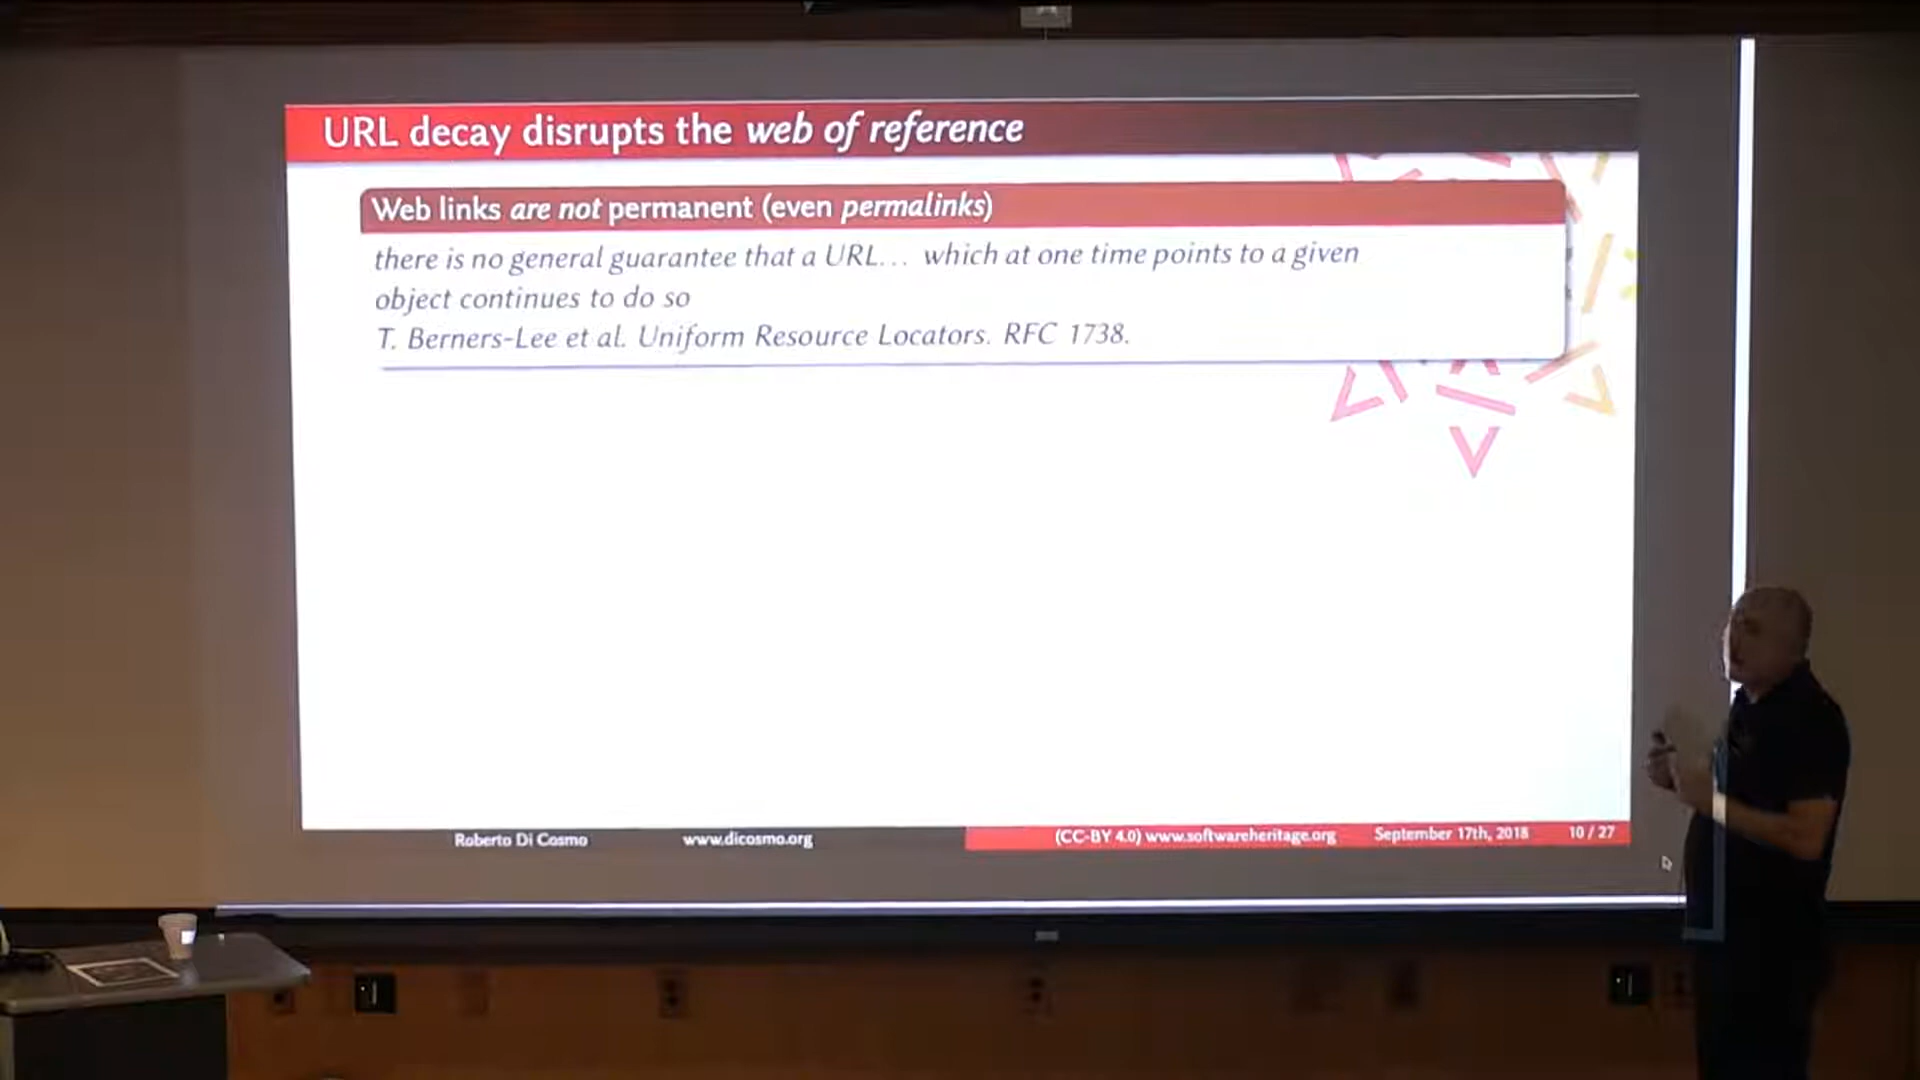 URL decay disrupts the web of reference
Web links are not permanent (even permalinks)
there is no general guarantee that a URL... which at one time points to a given
object continues to do so
T. Berners-Lee et al. Uniform Resource Locators. RFC 1738.
Roberto Di Cosmo www.dicosmo.org (CC-BY 4.0) www.softwareheritage.org September 17th, 2018 10 / 27